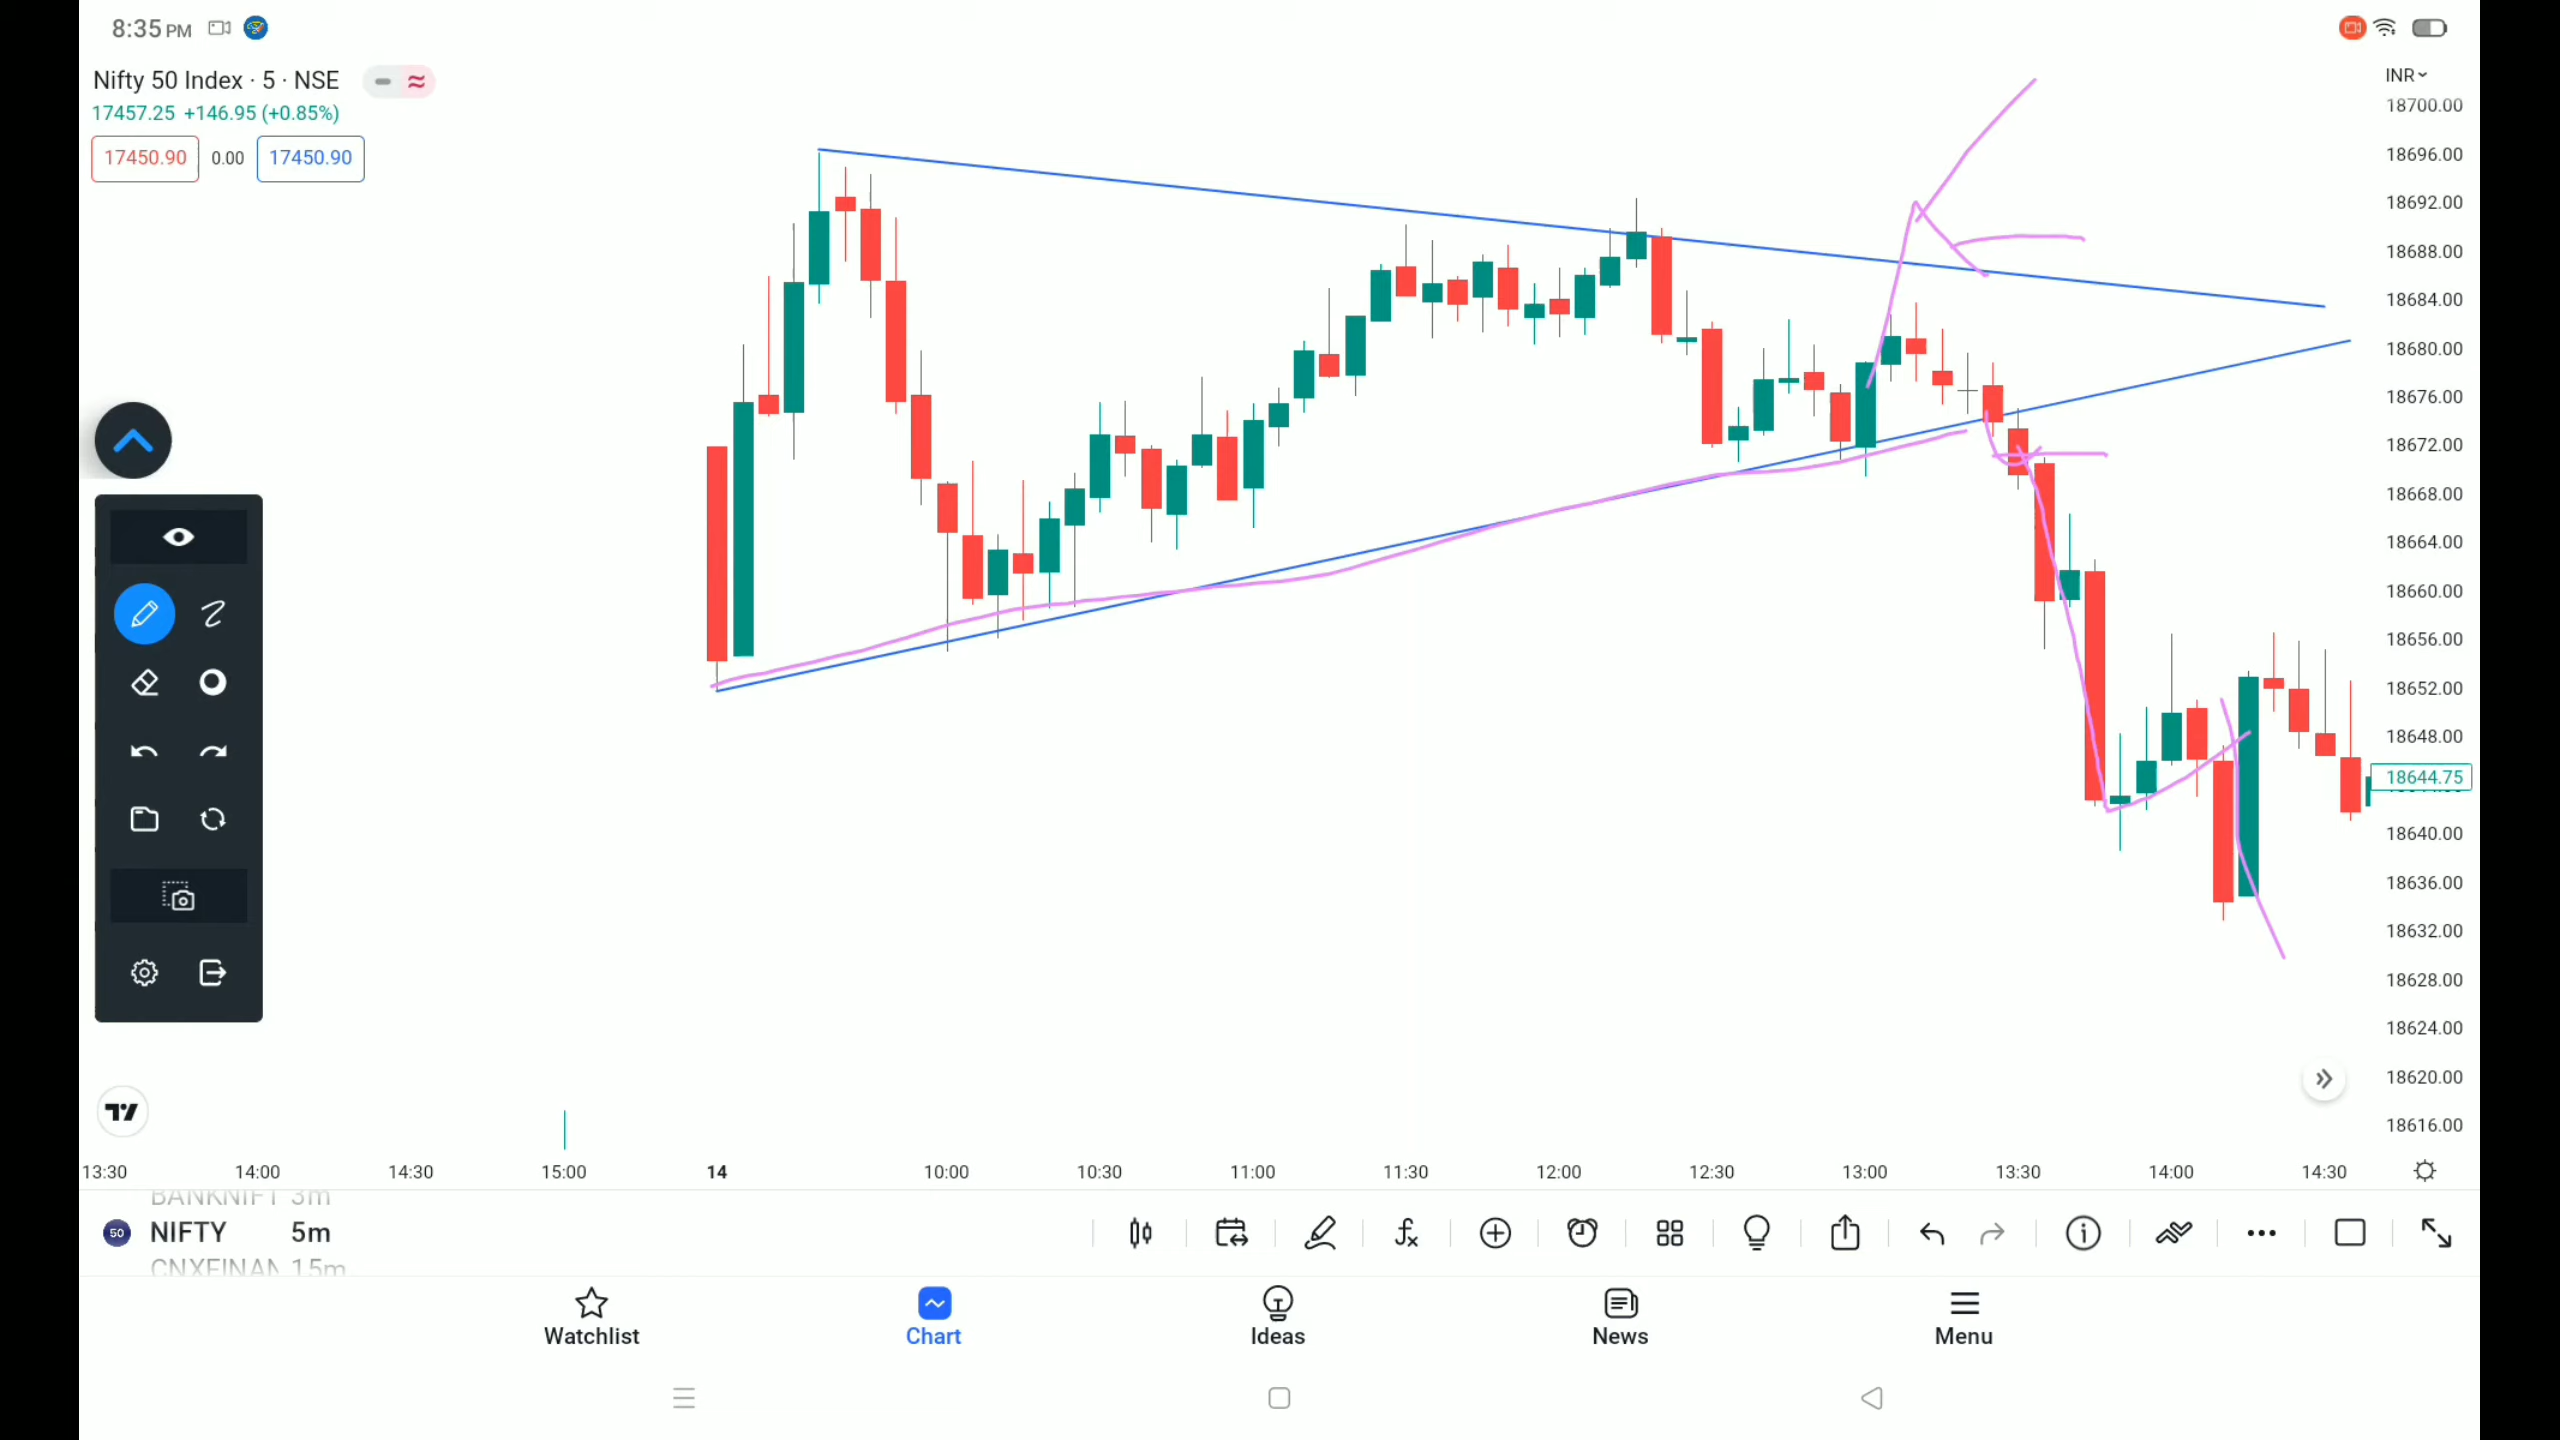 8:35 PM
Nifty 50 Index · 5 · NSE
17457.25 +146.95 (+0.85%)
17450.90 0.00 17450.90
INR
18700.00
18696.00
18692.00
18688.00
18684.00
18680.00
18676.00
18672.00
18668.00
18664.00
18660.00
18656.00
18652.00
18648.00
18644.75
18640.00
18636.00
18632.00
18628.00
18624.00
18620.00
18616.00
13:30 14:00 14:30 15:00 14 10:00 10:30 11:00 11:30 12:00 12:30 13:00 13:30 14:00 14:30
BANKNIFT 3m
50 NIFTY 5m
CNXFINAN 15m
Watchlist Chart Ideas News Menu